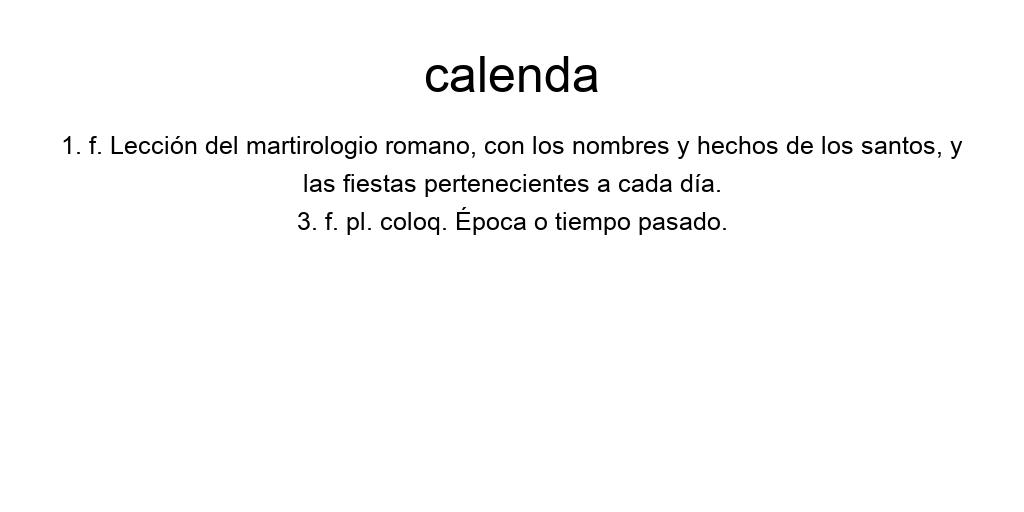 calenda
1. f. Lección del martirologio romano, con los nombres y hechos de los santos, y
las fiestas pertenecientes a cada día.
3. f. pl. coloq. Época o tiempo pasado.